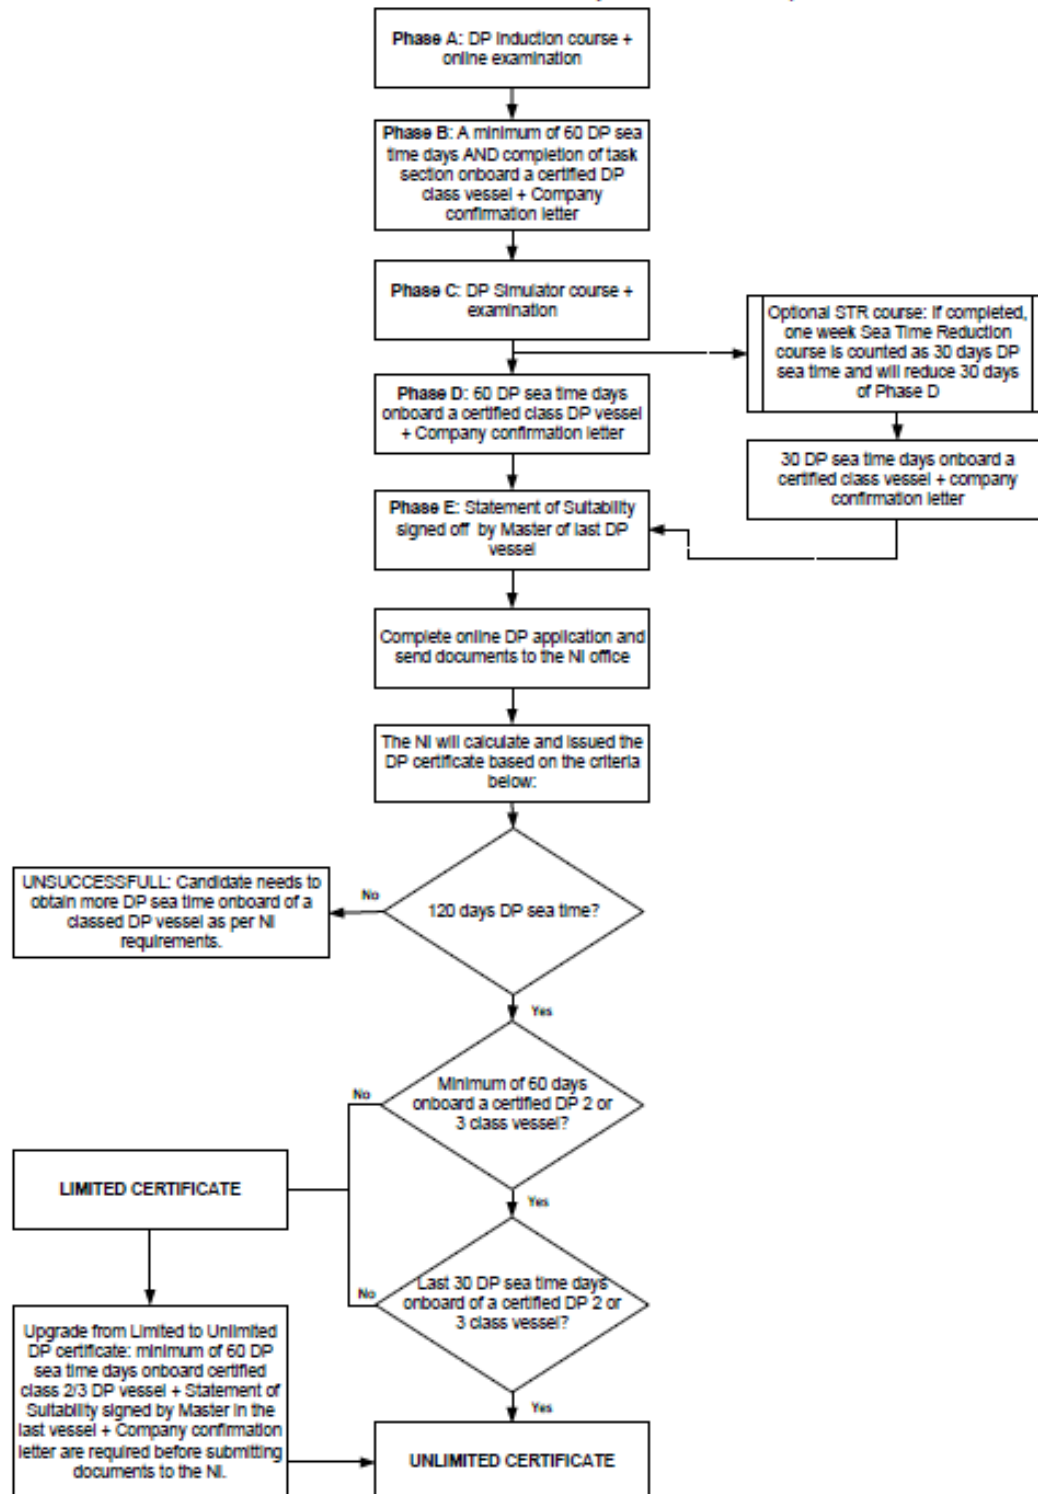 Phase A: DP Induction course +
online examination
Phase B: A minimum of 60 DP sea
time days AND completion of task
section onboard a certified DP
class vessel + Company
confirmation letter
Phase C: DP Simulator course +
examination
Optional STR course: If completed,
one week Sea Time Reduction
course is counted as 30 days DP
sea time and will reduce 30 days
of Phase D
Phase D: 60 DP sea time days
onboard a certified class DP vessel
+ Company confirmation letter
30 DP sea time days onboard a
certified class vessel + company
confirmation letter
Phase E: Statement of Suitability
signed off by Master of last DP
vessel
Complete online DP application and
send documents to the NI office
The NI will calculate and issued the
DP certificate based on the criteria
below:
120 days DP sea time?
No
UNSUCCESSFULL: Candidate needs to
obtain more DP sea time onboard of a
classed DP vessel as per NI
requirements.
Yes
Minimum of 60 days
onboard a certified DP 2 or
3 class vessel?
No
LIMITED CERTIFICATE
Yes
Last 30 DP sea time days
onboard of a certified DP 2 or
3 class vessel?
No
Upgrade from Limited to Unlimited
DP certificate: minimum of 60 DP
sea time days onboard certified
class 2/3 DP vessel + Statement of
Suitability signed by Master in the
last vessel + Company confirmation
letter are required before submitting
documents to the NI.
Yes
UNLIMITED CERTIFICATE